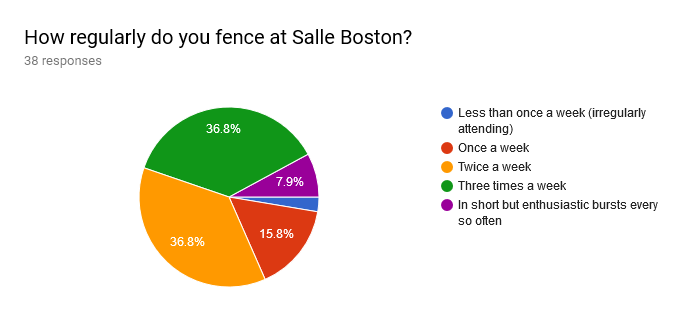 How regularly do you fence at Salle Boston?
38 responses
36.8%
7.9%
15.8%
36.8%
Less than once a week (irregularly
attending)
Once a week
Twice a week
Three times a week
In short but enthusiastic bursts every
so often